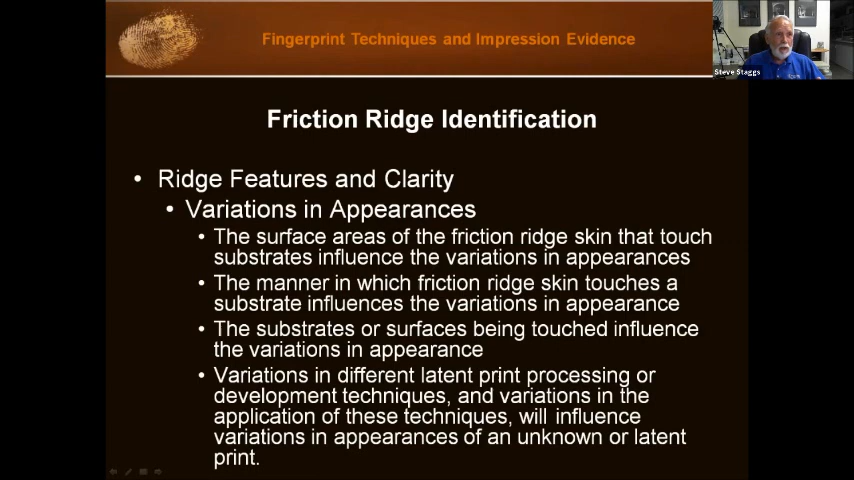 Fingerprint Techniques and Impression Evidence
Steve Staggs
Friction Ridge Identification
• Ridge Features and Clarity
• Variations in Appearances
• The surface areas of the friction ridge skin that touch
substrates influence the variations in appearances
• The manner in which friction ridge skin touches a
substrate influences the variations in appearance
• The substrates or surfaces being touched influence
the variations in appearance
• Variations in different latent print processing or
development techniques, and variations in the
application of these techniques, will influence
variations in appearances of an unknown or latent
print.